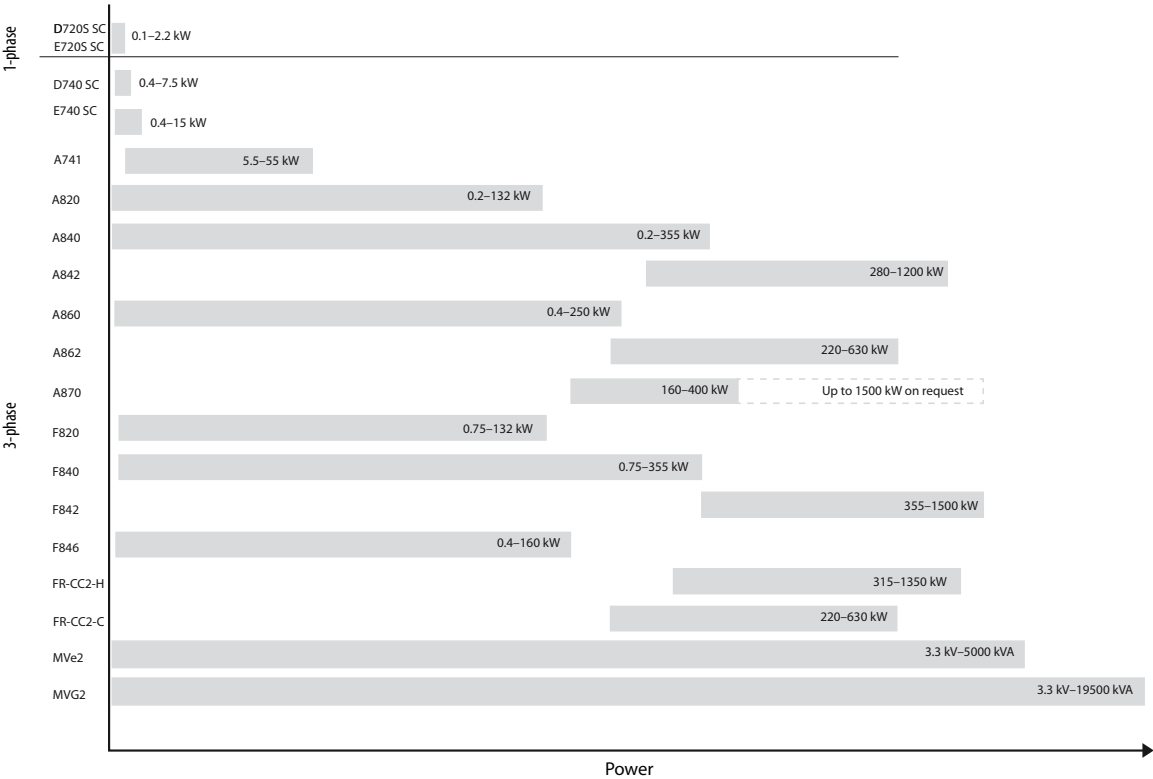 1-phase
D720S SC
E720S SC
0.1–2.2 kW
D740 SC
0.4–7.5 kW
E740 SC
0.4–15 kW
A741
5.5–55 kW
A820
0.2–132 kW
A840
0.2–355 kW
A842
280–1200 kW
A860
0.4–250 kW
A862
220–630 kW
A870
160–400 kW
Up to 1500 kW on request
3-phase
F820
0.75–132 kW
F840
0.75–355 kW
F842
355–1500 kW
F846
0.4–160 kW
FR-CC2-H
315–1350 kW
FR-CC2-C
220–630 kW
MVe2
3.3 kV–5000 kVA
MVG2
3.3 kV–19500 kVA
Power